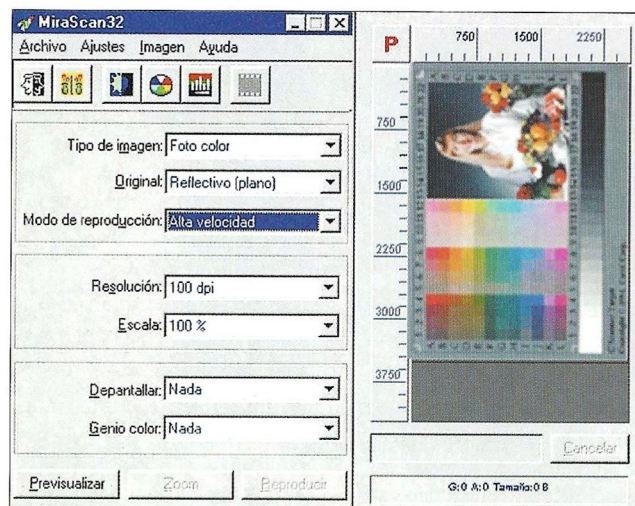 MiraScan32
Archivo Ajustes Imagen Ayuda
Tipo de imagen: Foto color
Original: Reflectivo (plano)
Modo de reproducción: Alta velocidad
Resolución: 100 dpi
Escala: 100 %
Depantallar: Nada
Genio color: Nada
Previsualizar Zoom Reproducir
P
750 1500 2250
750
1500
2250
3000
3750
Cancelar
G:0 A:0 Tamaño:0 B